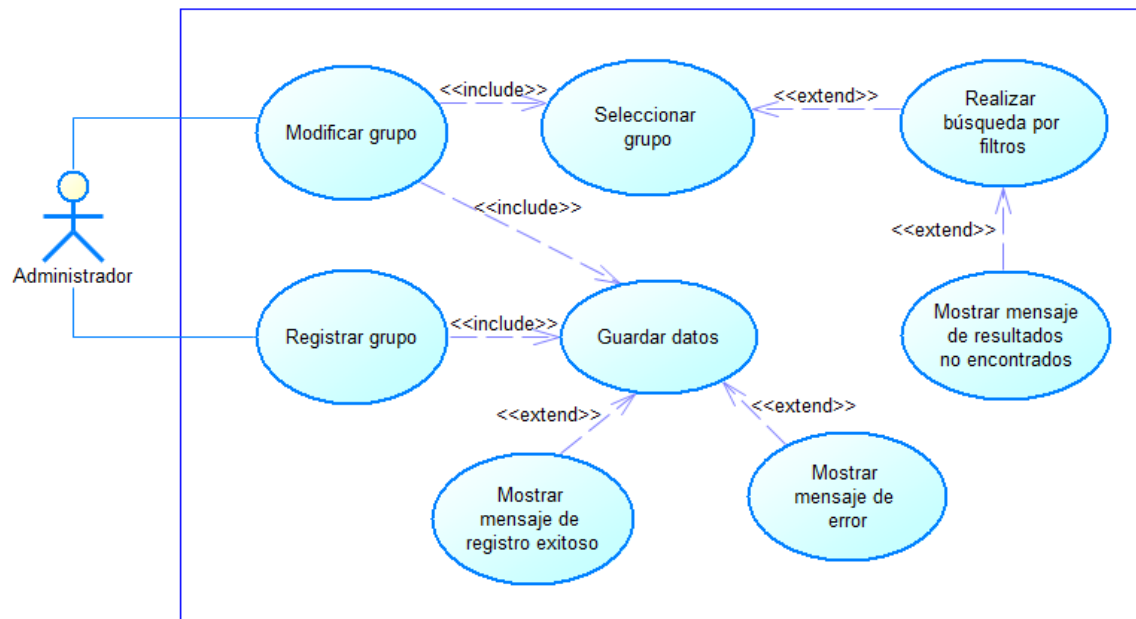 <<include>>
<<extend>>
Modificar grupo
Seleccionar
grupo
Realizar
búsqueda por
filtros
<<include>>
<<extend>>
Administrador
Registrar grupo
<<include>>
Guardar datos
Mostrar mensaje
de resultados
no encontrados
<<extend>>
<<extend>>
Mostrar
mensaje de
registro exitoso
Mostrar
mensaje de
error